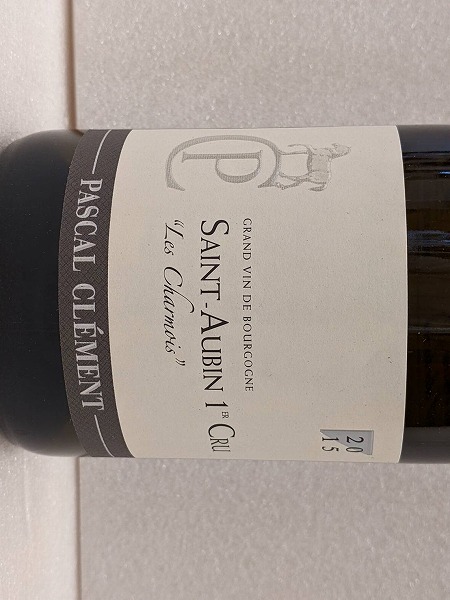 CP
20
15
GRAND VIN DE BOURGOGNE
SAINT-AUBIN 1ER CRU
"Les Charmois"
PASCAL CLÉMENT